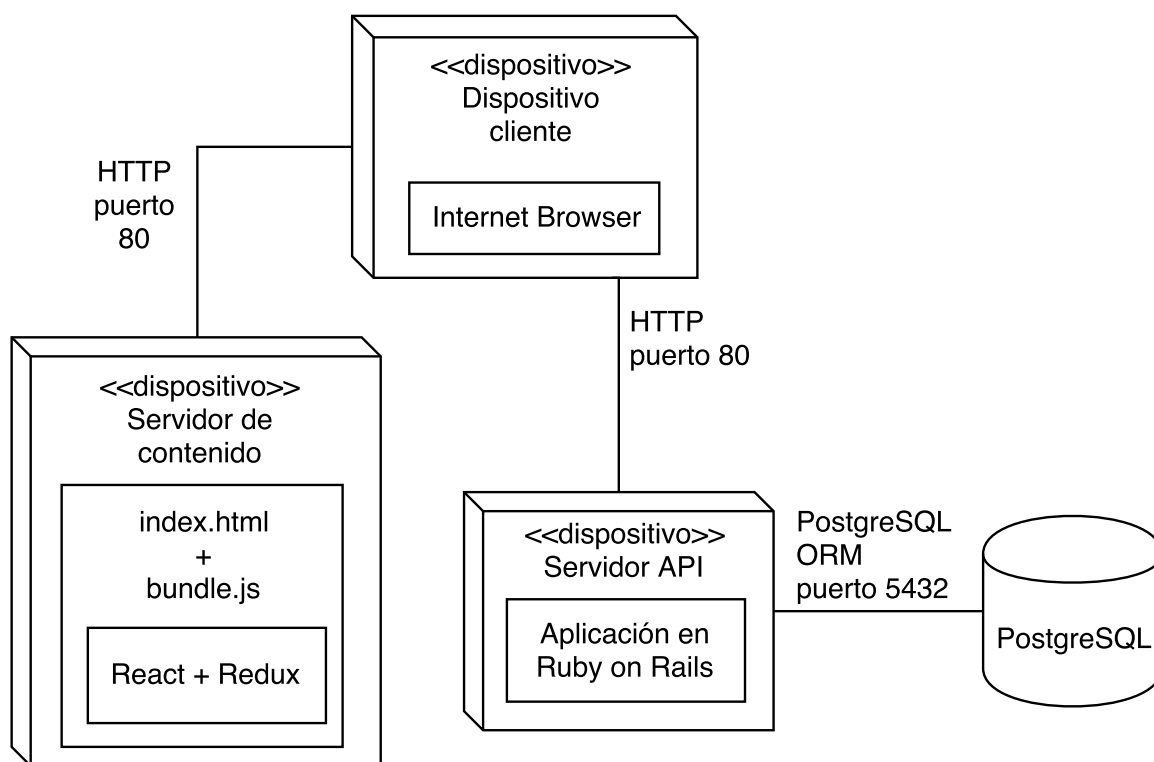 <<dispositivo>>
Dispositivo
cliente
Internet Browser
HTTP
puerto
80
HTTP
puerto 80
<<dispositivo>>
Servidor de
contenido
index.html
+
bundle.js
React + Redux
<<dispositivo>>
Servidor API
Aplicación en
Ruby on Rails
PostgreSQL
ORM
puerto 5432
PostgreSQL